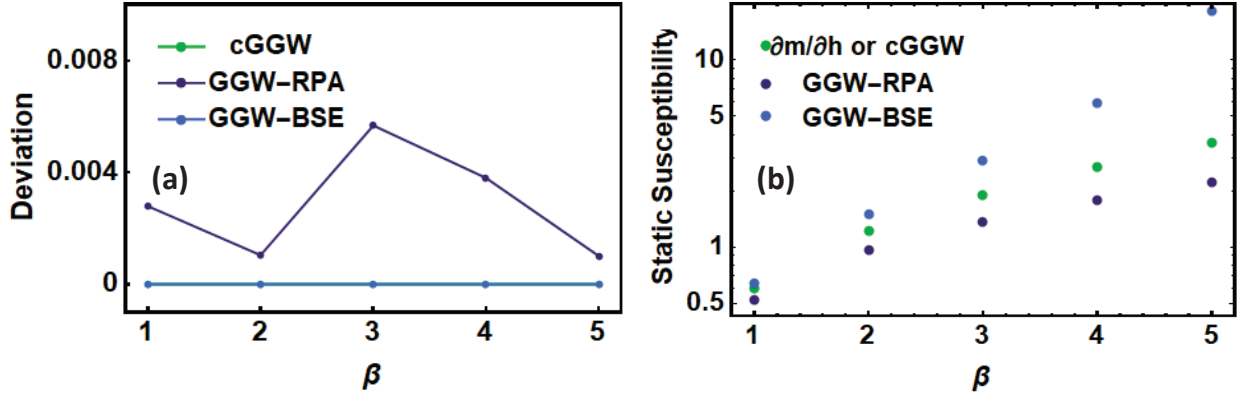 Deviation
0.008
0.004
0
cGGW
GGW–RPA
GGW–BSE
(a)
1 2 3 4 5
β
Static Susceptibility
10
5
1
0.5
∂m/∂h or cGGW
GGW–RPA
GGW–BSE
(b)
1 2 3 4 5
β